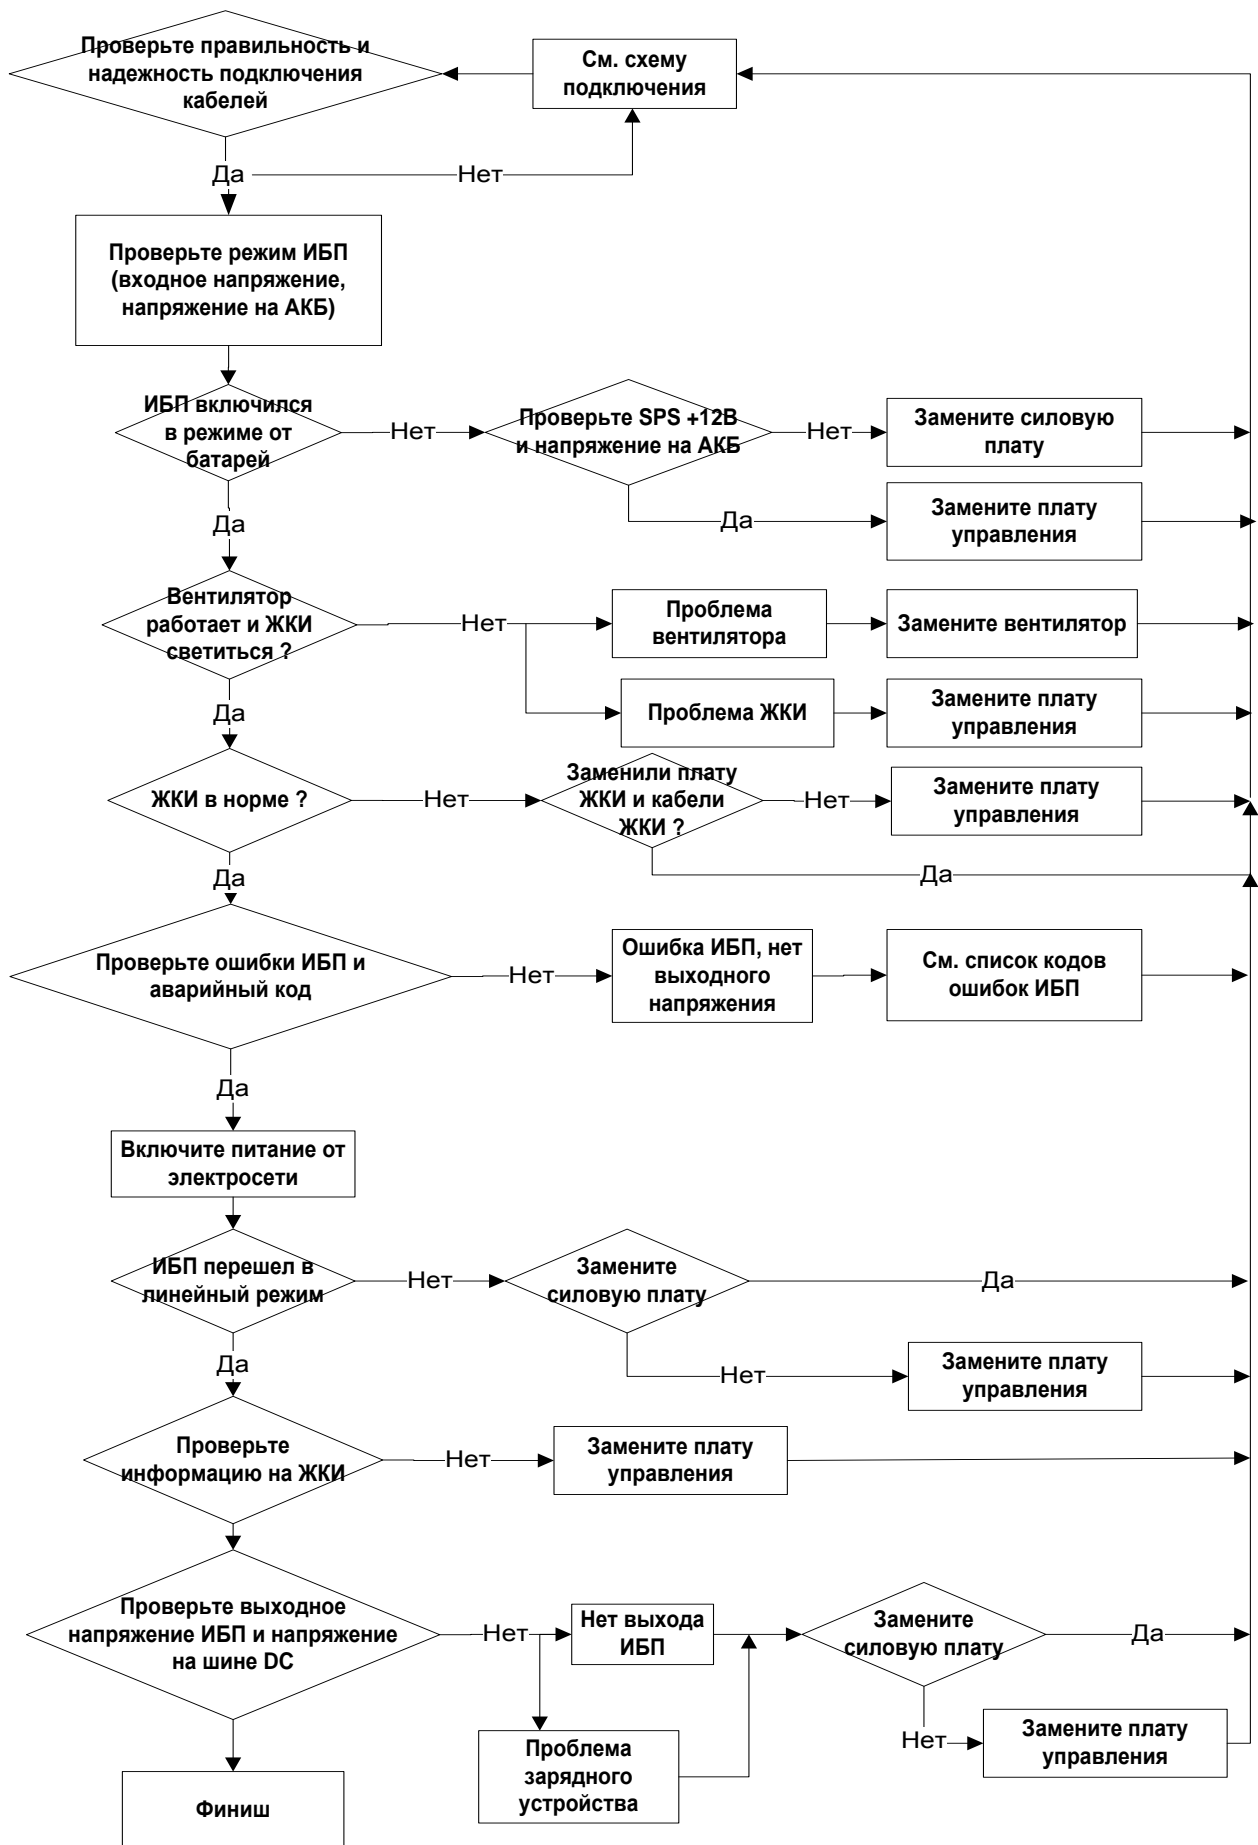 Проверьте правильность и
надежность подключения
кабелей
См. схему
подключения
Да
Нет
Проверьте режим ИБП
(входное напряжение,
напряжение на АКБ)
ИБП включился
в режиме от
батарей
Нет
Проверьте SPS +12В
и напряжение на АКБ
Нет
Замените силовую
плату
Да
Да
Замените плату
управления
Вентилятор
работает и ЖКИ
светиться ?
Нет
Проблема
вентилятора
Замените вентилятор
Да
Проблема ЖКИ
Замените плату
управления
ЖКИ в норме ?
Нет
Заменили плату
ЖКИ и кабели
ЖКИ ?
Нет
Замените плату
управления
Да
Да
Проверьте ошибки ИБП и
аварийный код
Нет
Ошибка ИБП, нет
выходного
напряжения
См. список кодов
ошибок ИБП
Да
Включите питание от
электросети
ИБП перешел в
линейный режим
Нет
Замените
силовую плату
Да
Да
Нет
Замените плату
управления
Проверьте
информацию на ЖКИ
Нет
Замените плату
управления
Проверьте выходное
напряжение ИБП и напряжение
на шине DC
Нет
Нет выхода
ИБП
Замените
силовую плату
Да
Проблема
зарядного
устройства
Нет
Замените плату
управления
Финиш